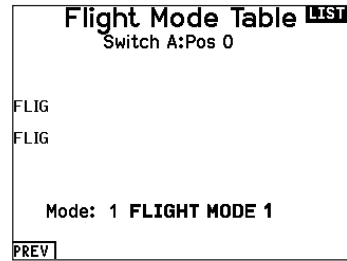 Flight Mode Table LIST
Switch A:Pos 0
FLIG
FLIG
Mode: 1 FLIGHT MODE 1
PREV